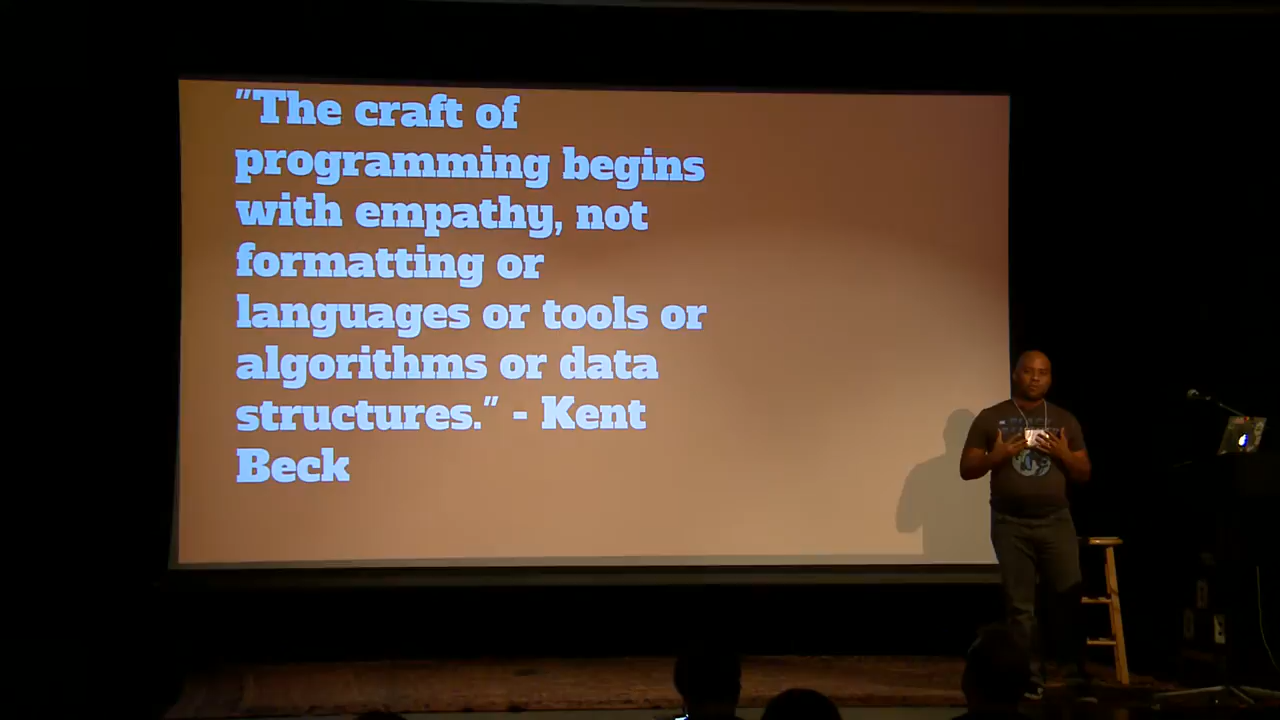 "The craft of
programming begins
with empathy, not
formatting or
languages or tools or
algorithms or data
structures." - Kent
Beck